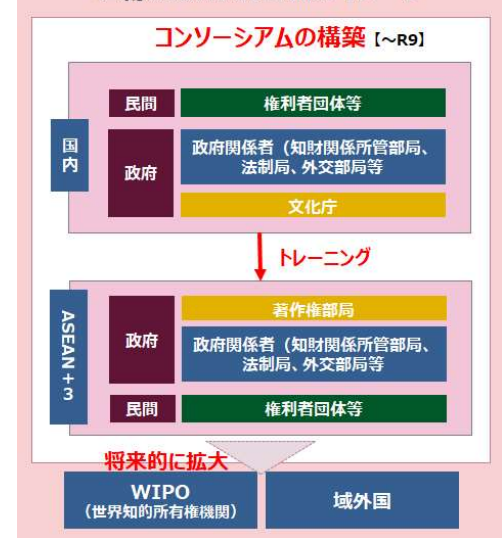 コンソーシアムの構築【～R9】
国内
民間
権利者団体等
政府
政府関係者（知財関係所管部局、
法制局、外交部局等
文化庁
トレーニング
ASEAN＋3
政府
著作権部局
政府関係者（知財関係所管部局、
法制局、外交部局等
民間
権利者団体等
将来的に拡大
WIPO
（世界知的所有権機関）
域外国